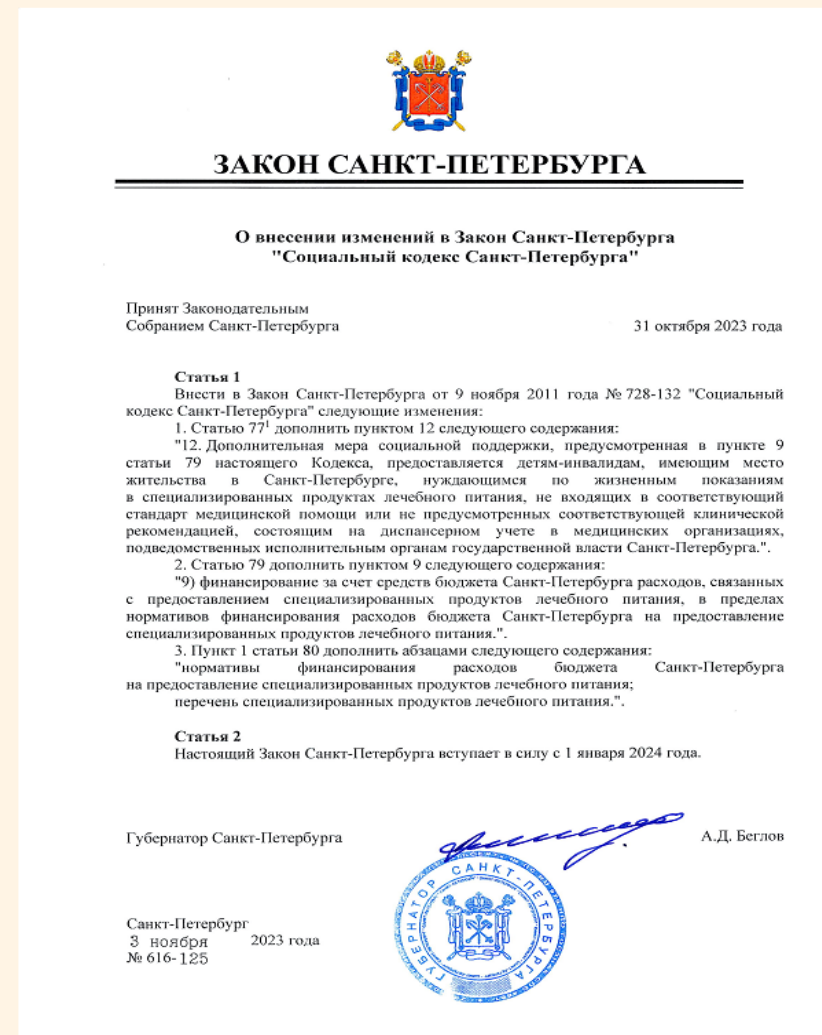 ЗАКОН САНКТ-ПЕТЕРБУРГА
О внесении изменений в Закон Санкт-Петербурга
"Социальный кодекс Санкт-Петербурга"
Принят Законодательным
Собранием Санкт-Петербурга 31 октября 2023 года
Статья 1
Внести в Закон Санкт-Петербурга от 9 ноября 2011 года № 728-132 "Социальный
кодекс Санкт-Петербурга" следующие изменения:
1. Статью 77¹ дополнить пунктом 12 следующего содержания:
"12. Дополнительная мера социальной поддержки, предусмотренная в пункте 9
статьи 79 настоящего Кодекса, предоставляется детям-инвалидам, имеющим место
жительства в Санкт-Петербурге, нуждающимся по жизненным показаниям
в специализированных продуктах лечебного питания, не входящих в соответствующий
стандарт медицинской помощи или не предусмотренных соответствующей клинической
рекомендацией, состоящим на диспансерном учете в медицинских организациях,
подведомственных исполнительным органам государственной власти Санкт-Петербурга.".
2. Статью 79 дополнить пунктом 9 следующего содержания:
"9) финансирование за счет средств бюджета Санкт-Петербурга расходов, связанных
с предоставлением специализированных продуктов лечебного питания, в пределах
нормативов финансирования расходов бюджета Санкт-Петербурга на предоставление
специализированных продуктов лечебного питания.".
3. Пункт 1 статьи 80 дополнить абзацами следующего содержания:
"нормативы финансирования расходов бюджета Санкт-Петербурга
на предоставление специализированных продуктов лечебного питания;
перечень специализированных продуктов лечебного питания.".
Статья 2
Настоящий Закон Санкт-Петербурга вступает в силу с 1 января 2024 года.
Губернатор Санкт-Петербурга А.Д. Беглов
ГУБЕРНАТОР САНКТ-ПЕТЕРБУРГА
Санкт-Петербург
3 ноября 2023 года
№ 616-125